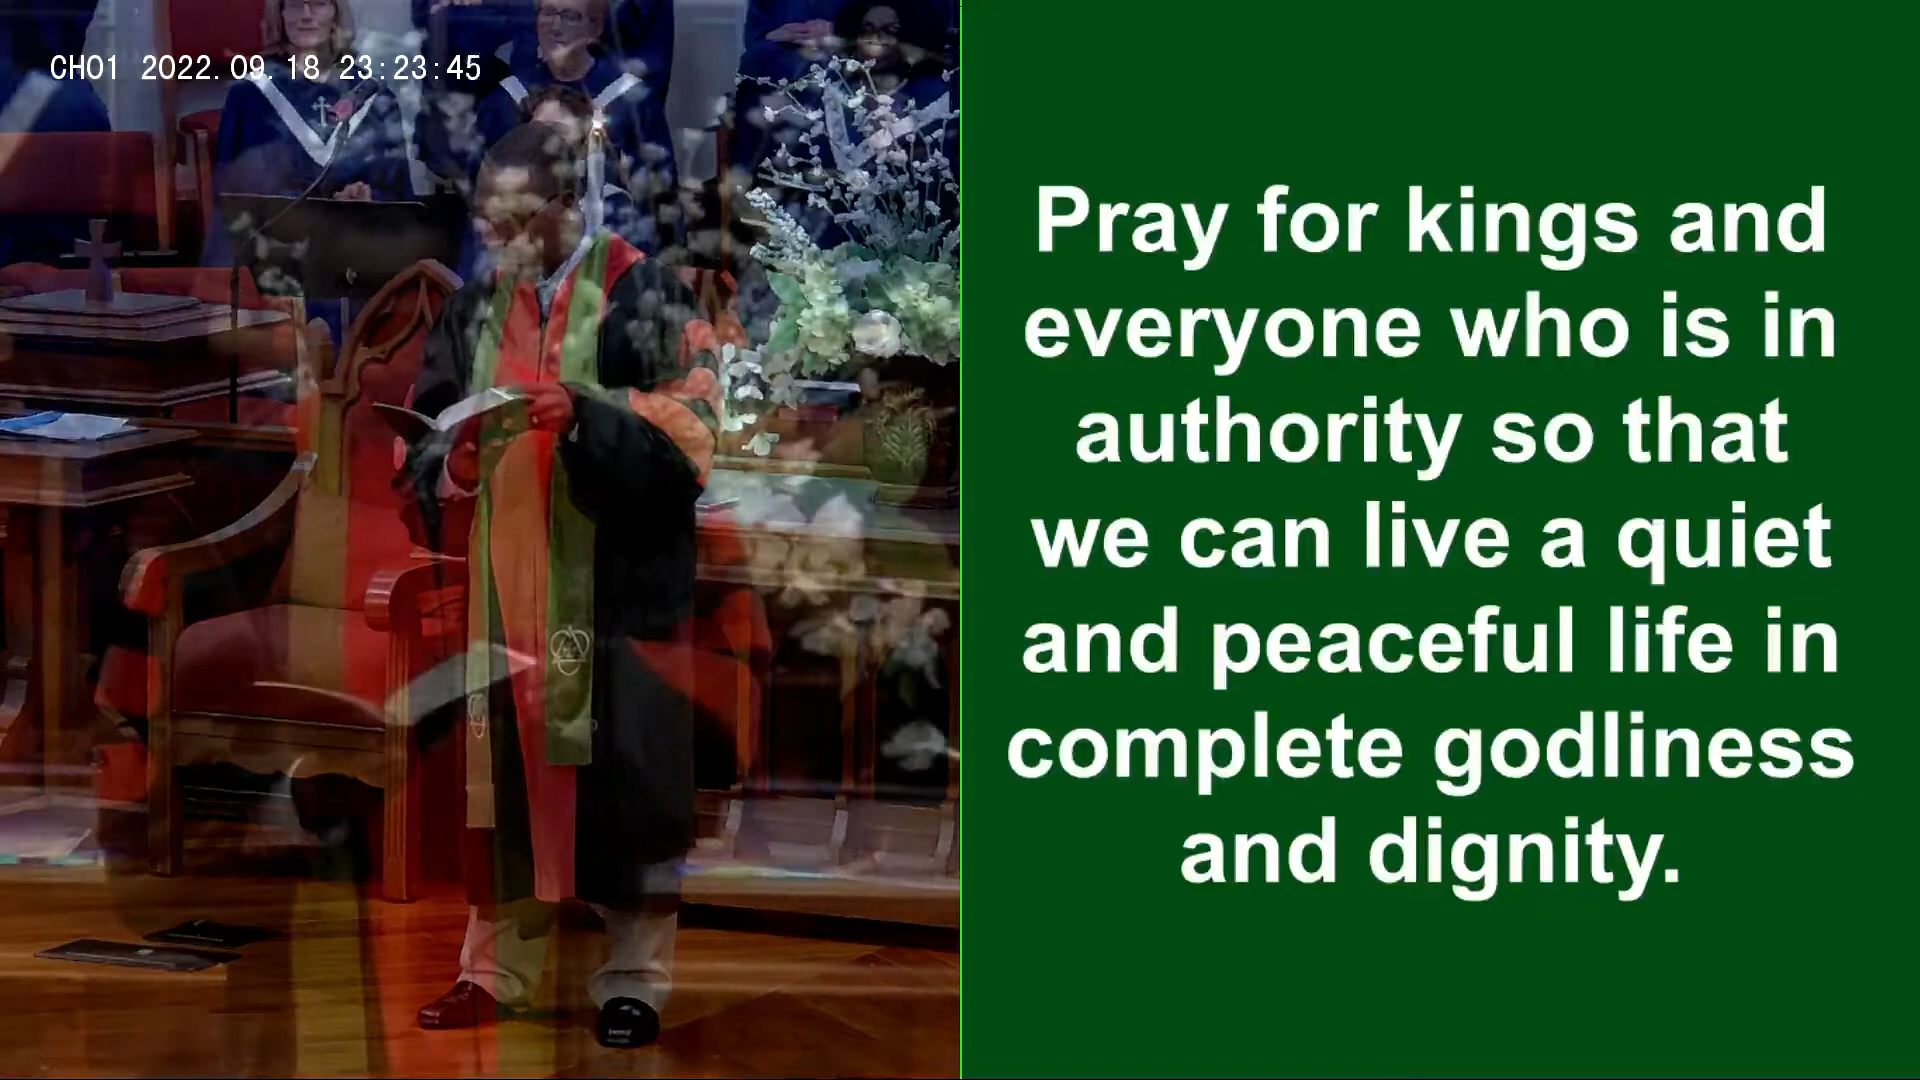 CH01 2022.09.18 23:23:45
Pray for kings and
everyone who is in
authority so that
we can live a quiet
and peaceful life in
complete godliness
and dignity.